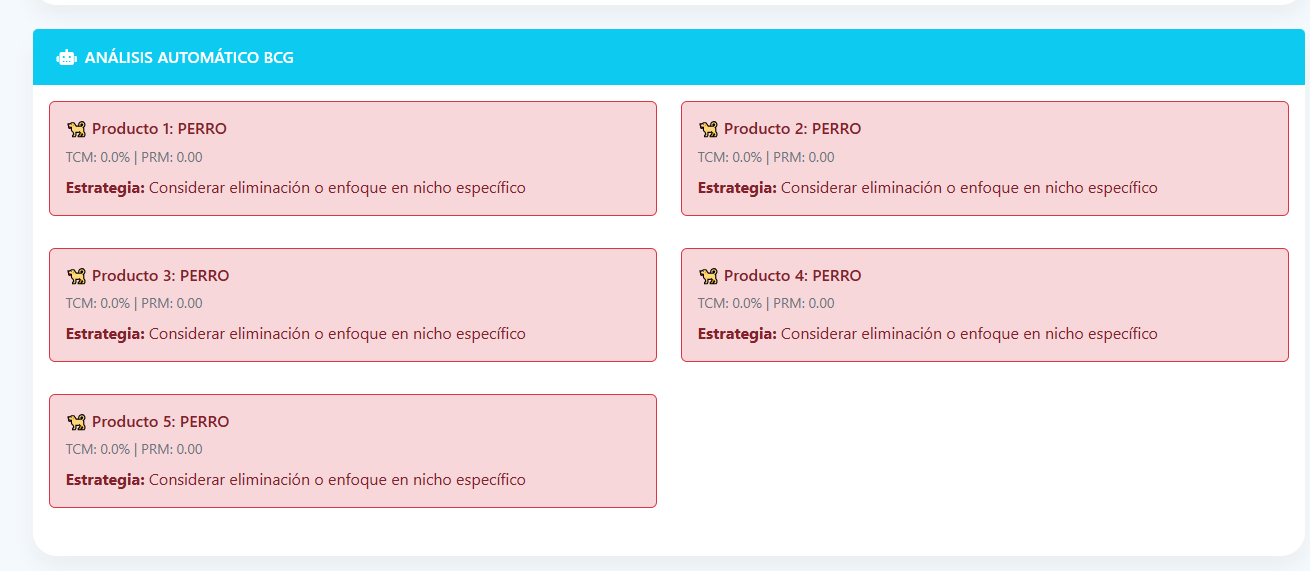 ANÁLISIS AUTOMÁTICO BCG
Producto 1: PERRO
TCM: 0.0% | PRM: 0.00
Estrategia: Considerar eliminación o enfoque en nicho específico
Producto 2: PERRO
TCM: 0.0% | PRM: 0.00
Estrategia: Considerar eliminación o enfoque en nicho específico
Producto 3: PERRO
TCM: 0.0% | PRM: 0.00
Estrategia: Considerar eliminación o enfoque en nicho específico
Producto 4: PERRO
TCM: 0.0% | PRM: 0.00
Estrategia: Considerar eliminación o enfoque en nicho específico
Producto 5: PERRO
TCM: 0.0% | PRM: 0.00
Estrategia: Considerar eliminación o enfoque en nicho específico